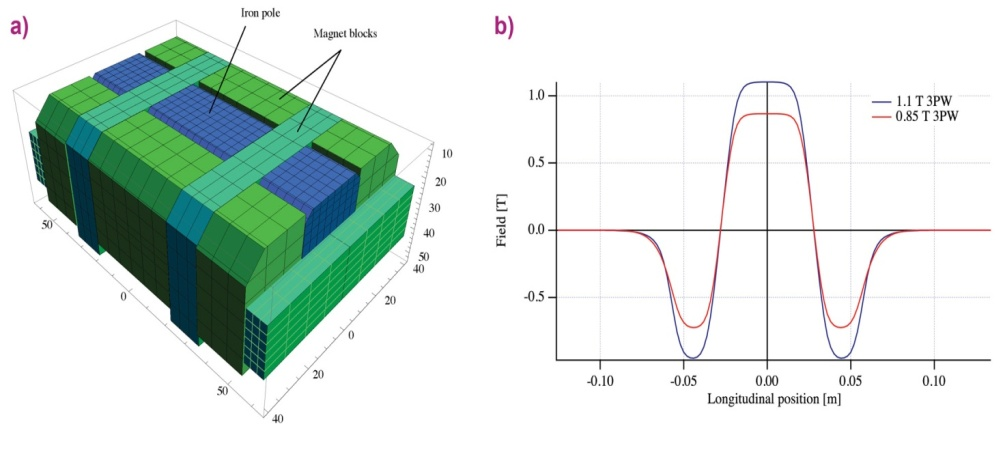 a)
Iron pole
Magnet blocks
10
20
30
40
50
40
20
0
20
40
50
0
50
b)
1.0
0.5
0.0
-0.5
Field [T]
1.1 T 3PW
0.85 T 3PW
-0.10
-0.05
0.00
0.05
0.10
Longitudinal position [m]